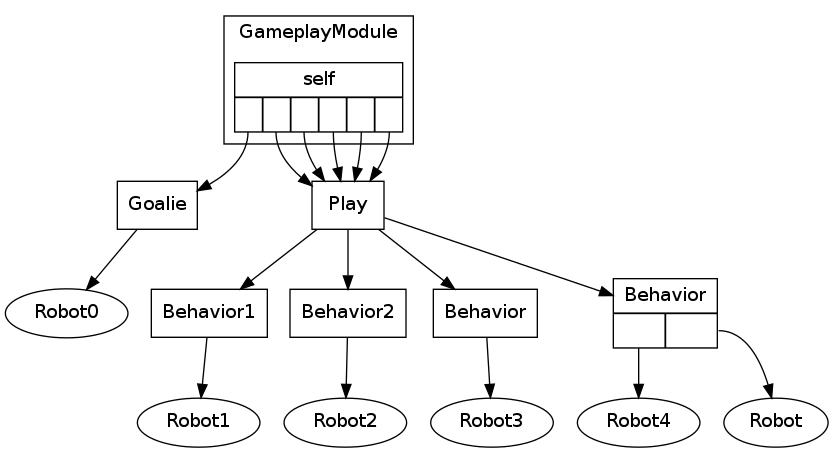 GameplayModule
self
Goalie
Play
Robot0
Behavior1
Behavior2
Behavior
Behavior
Robot1
Robot2
Robot3
Robot4
Robot